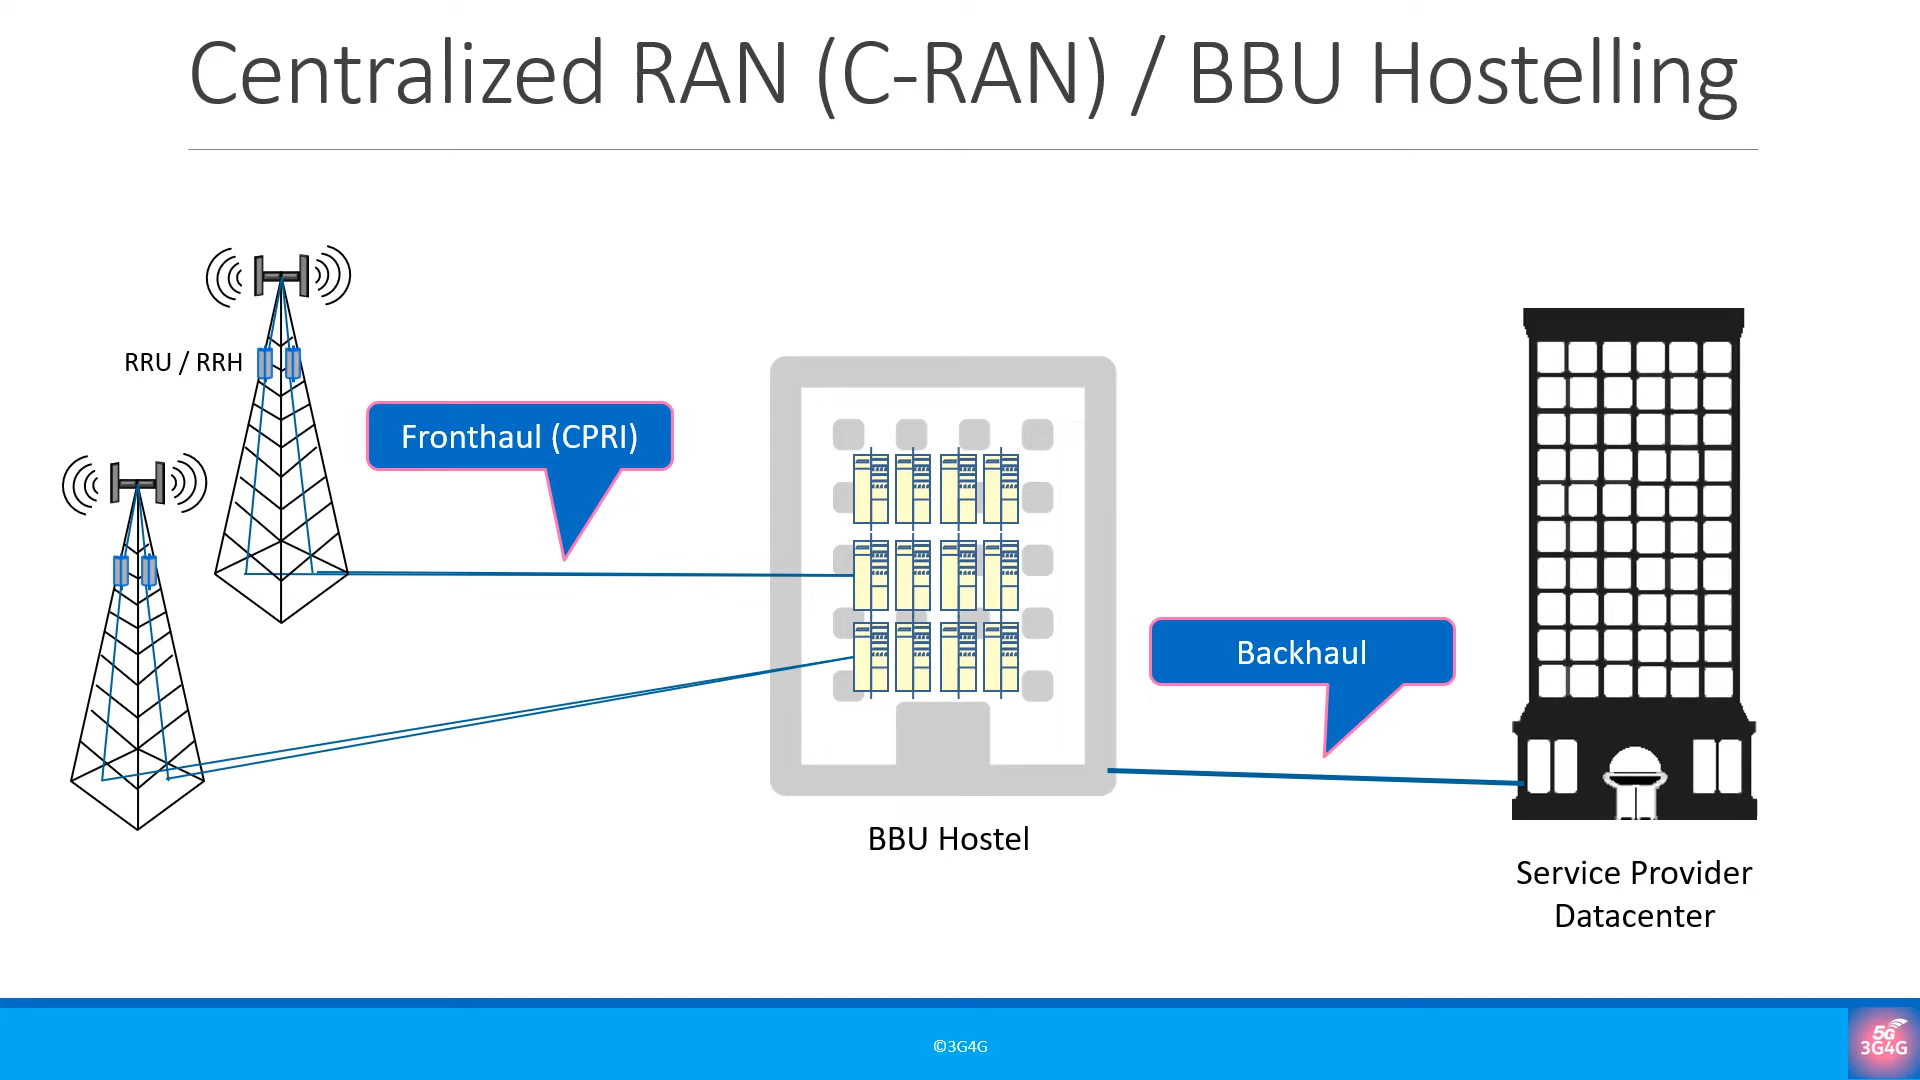 Centralized RAN (C-RAN) / BBU Hostelling
RRU / RRH
Fronthaul (CPRI)
Backhaul
BBU Hostel
Service Provider
Datacenter
©3G4G
5G
3G4G